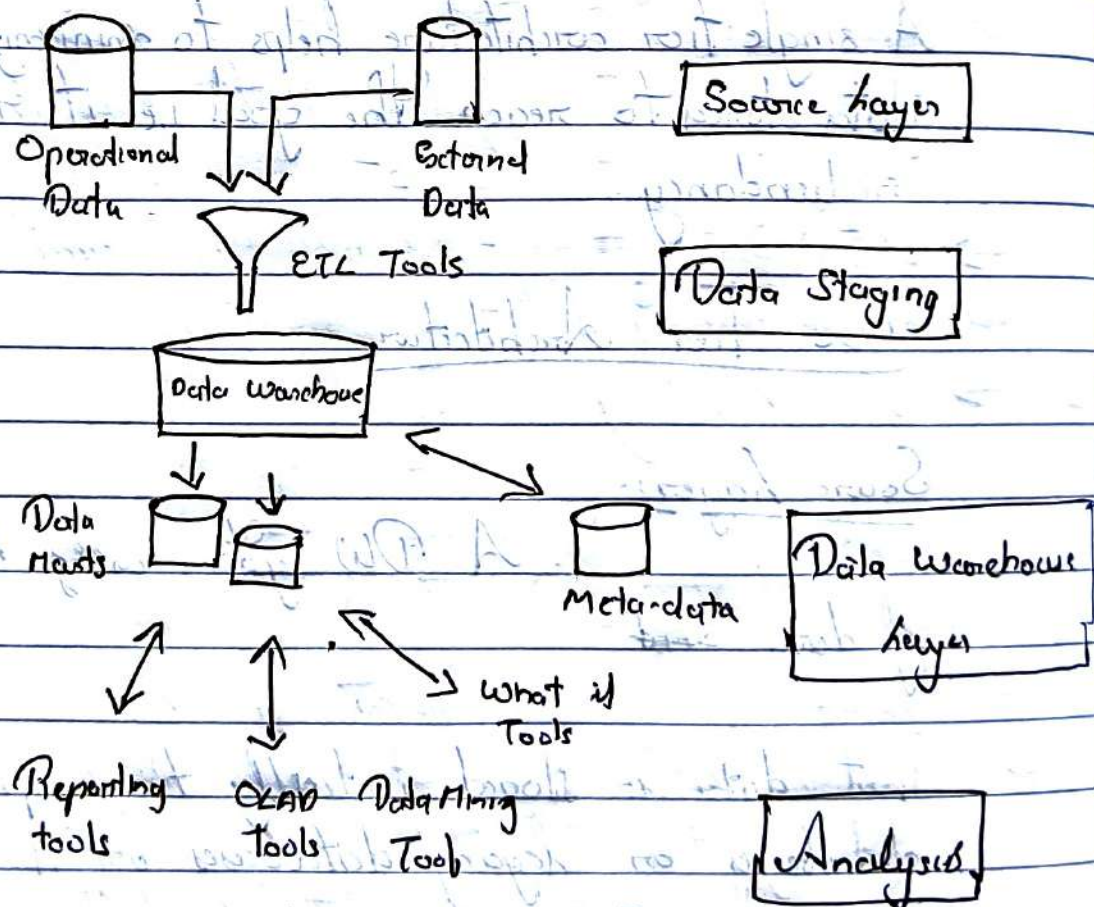 Operational
Data
External
Data
Source Layer
ETL Tools
Data Staging
Data Warehouse
Data
Marts
Meta-data
Data Warehouse
Layer
What if
Tools
Reporting
tools
OLAP
Tools
Data Mining
Tool
Analysis